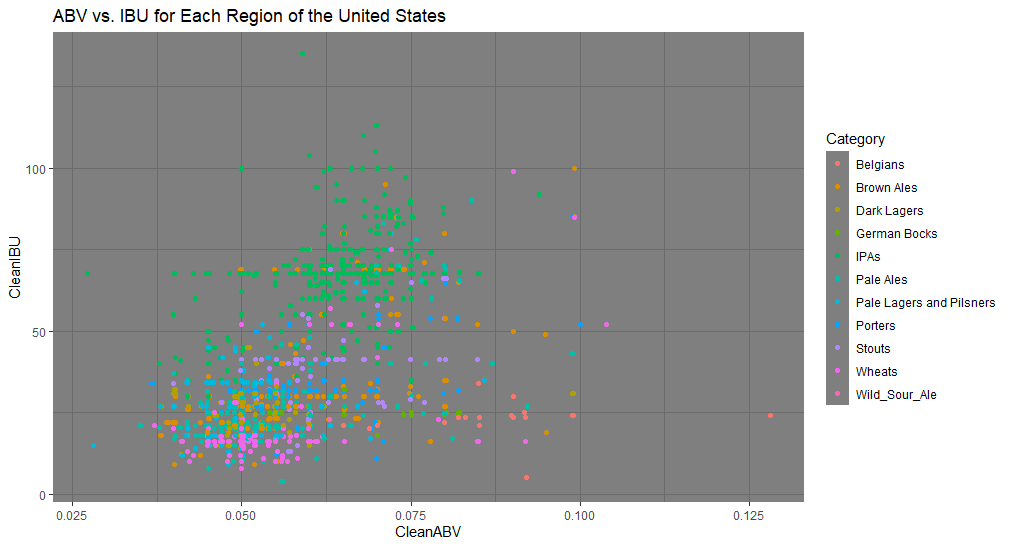 ABV vs. IBU for Each Region of the United States
CleanIBU
100
50
0
0.025
0.050
0.075
0.100
0.125
CleanABV
Category
Belgians
Brown Ales
Dark Lagers
German Bocks
IPAs
Pale Ales
Pale Lagers and Pilsners
Porters
Stouts
Wheats
Wild_Sour_Ale